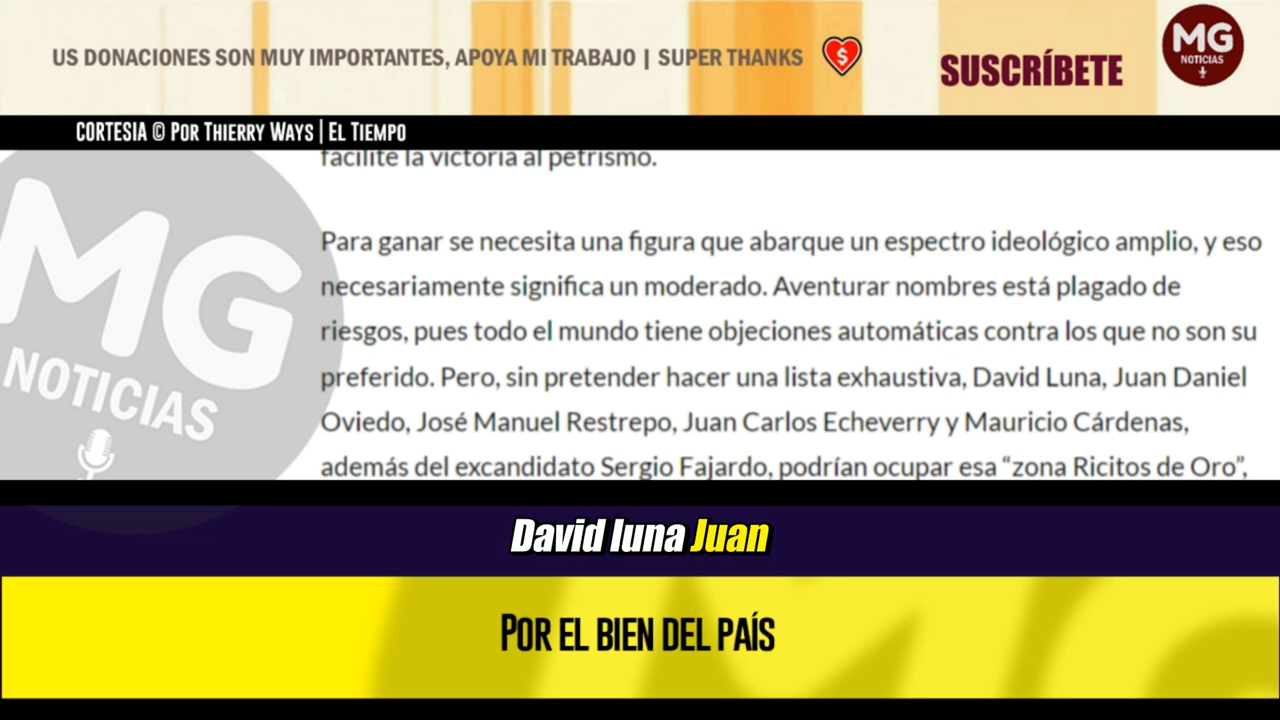 US DONACIONES SON MUY IMPORTANTES, APOYA MI TRABAJO | SUPER THANKS
$
SUSCRÍBETE
MG
NOTICIAS
CORTESIA © POR THIERRY WAYS | EL TIEMPO
facilite la victoria al petrismo.
Para ganar se necesita una figura que abarque un espectro ideológico amplio, y eso
necesariamente significa un moderado. Aventurar nombres está plagado de
riesgos, pues todo el mundo tiene objeciones automáticas contra los que no son su
preferido. Pero, sin pretender hacer una lista exhaustiva, David Luna, Juan Daniel
Oviedo, José Manuel Restrepo, Juan Carlos Echeverry y Mauricio Cárdenas,
además del excandidato Sergio Fajardo, podrían ocupar esa “zona Ricitos de Oro”,
MG
NOTICIAS
David luna Juan
POR EL BIEN DEL PAÍS